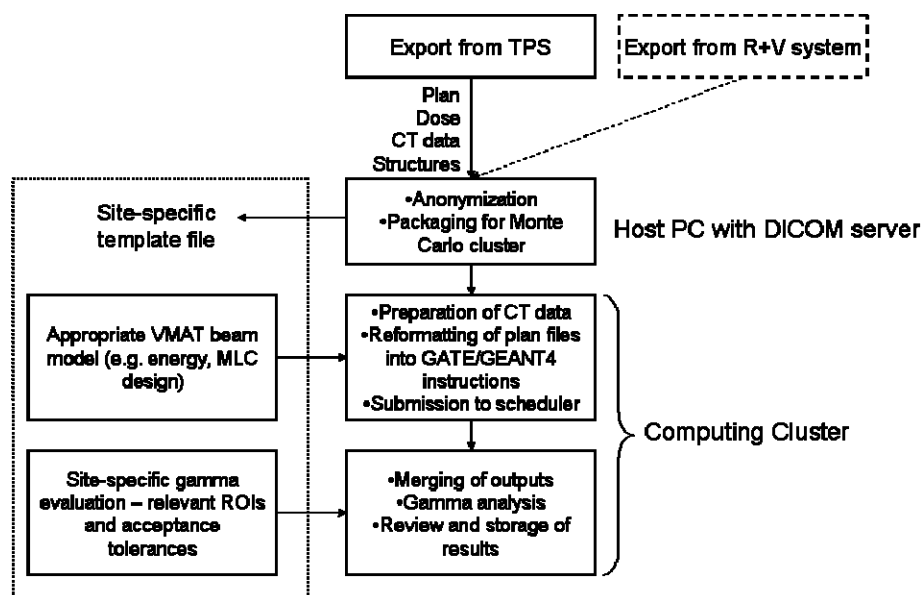 Export from TPS
Export from R+V system
Plan
Dose
CT data
Structures
Site-specific
template file
•Anonymization
•Packaging for Monte
Carlo cluster
Host PC with DICOM server
Appropriate VMAT beam
model (e.g. energy, MLC
design)
•Preparation of CT data
•Reformatting of plan files
into GATE/GEANT4
instructions
•Submission to scheduler
Computing Cluster
Site-specific gamma
evaluation – relevant ROIs
and acceptance
tolerances
•Merging of outputs
•Gamma analysis
•Review and storage of
results